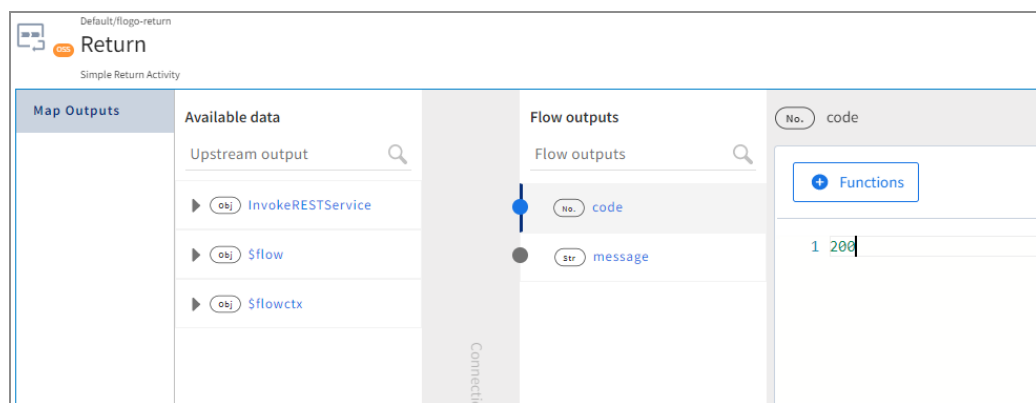 Default/flogo-return
OSS
Return
Simple Return Activity
Map Outputs
Available data
Upstream output
Obj InvokeRESTService
Obj $flow
Obj $flowctx
Connecti
Flow outputs
Flow outputs
No. code
Str message
No. code
Functions
1 200